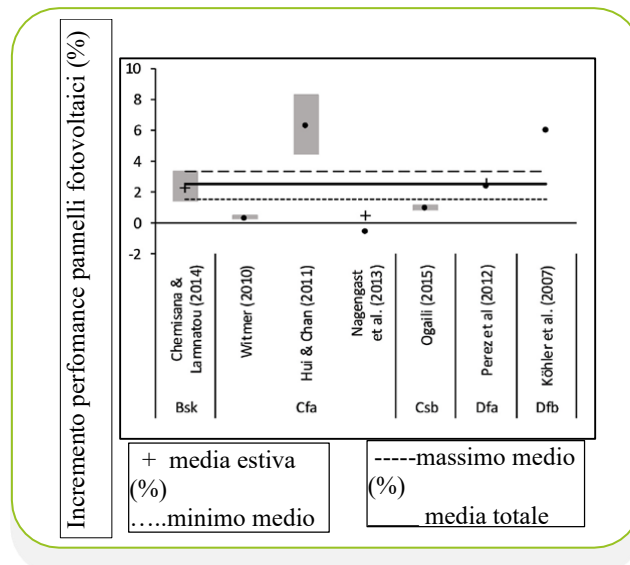 Incremento perfomance pannelli fotovoltaici (%)
10
8
6
4
2
0
-2
Chemisana &
Lamnatou (2014)
Witmer (2010)
Hui & Chan (2011)
Nagengast
et al. (2013)
Ogaili (2015)
Perez et al (2012)
Köhler et al. (2007)
Bsk
Cfa
Csb
Dfa
Dfb
+ media estiva
(%)
…..minimo medio
-----massimo medio
(%)
____ media totale